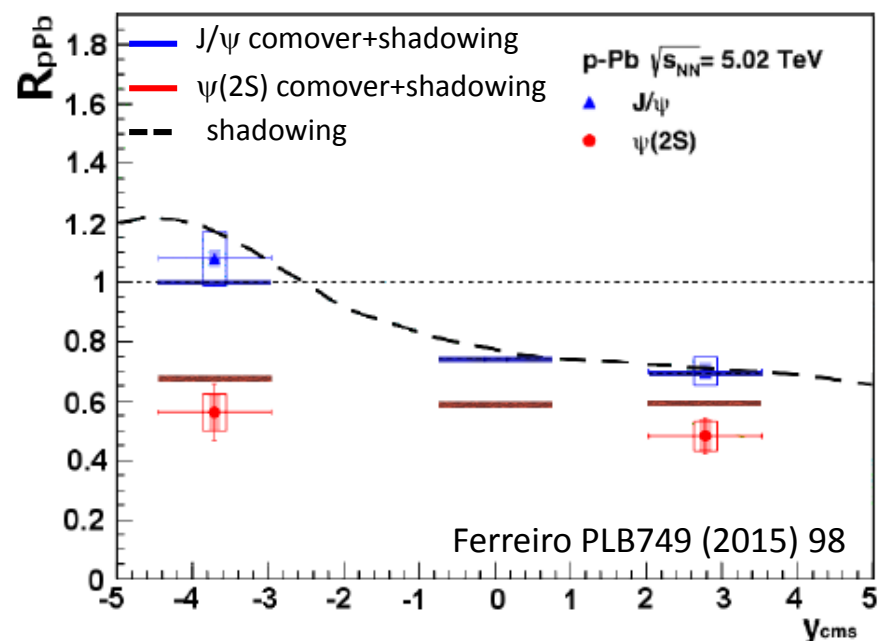 J/ψ comover+shadowing
ψ(2S) comover+shadowing
shadowing
p-Pb √sNN= 5.02 TeV
J/ψ
ψ(2S)
RpPb
1.8
1.6
1.4
1.2
1
0.8
0.6
0.4
0.2
0
Ferreiro PLB749 (2015) 98
-5 -4 -3 -2 -1 0 1 2 3 4 5
ycms